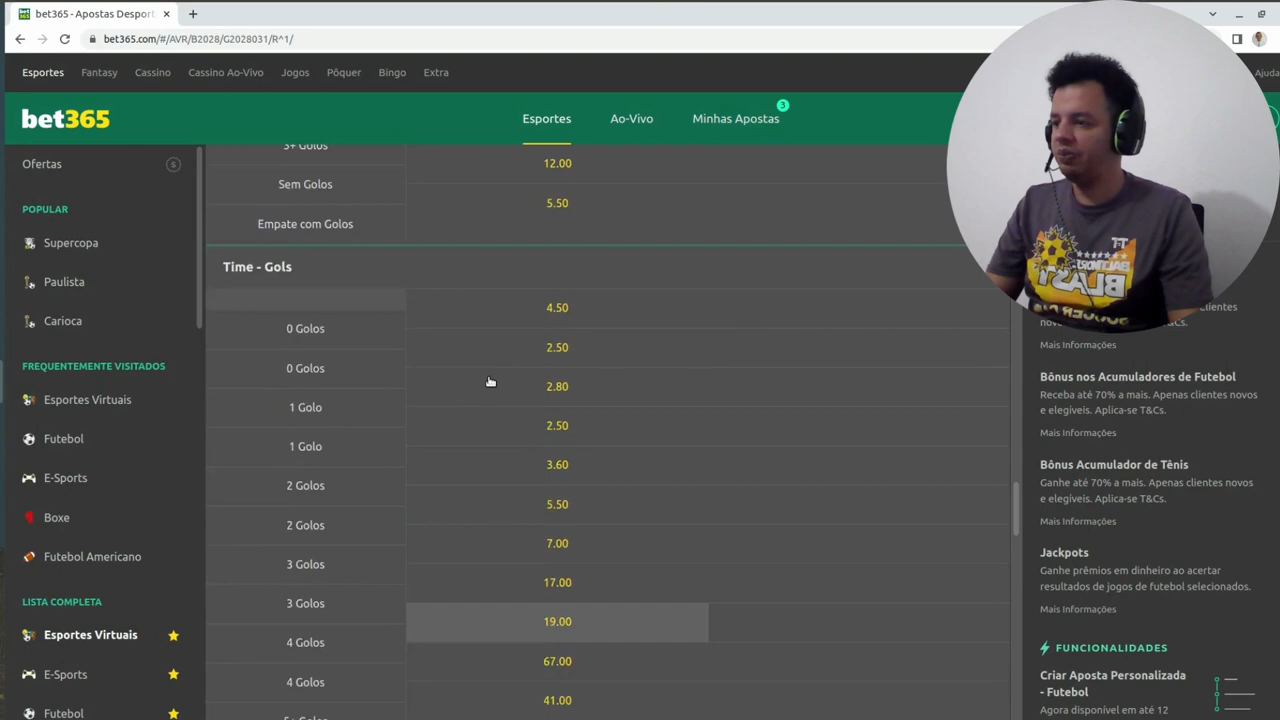 bet365 - Apostas Desport
bet365.com/#/AVR/B2028/G2028031/R^1/
Esportes
Fantasy
Cassino
Cassino Ao-Vivo
Jogos
Pôquer
Bingo
Extra
Ajuda
bet365
Esportes
Ao-Vivo
Minhas Apostas
3
Ofertas
POPULAR
Supercopa
Paulista
Carioca
FREQUENTEMENTE VISITADOS
Esportes Virtuais
Futebol
E-Sports
Boxe
Futebol Americano
LISTA COMPLETA
Esportes Virtuais
E-Sports
Futebol
3+ Golos
12.00
Sem Golos
5.50
Empate com Golos
Time - Gols
4.50
0 Golos
2.50
0 Golos
2.80
1 Golo
2.50
1 Golo
3.60
2 Golos
5.50
2 Golos
7.00
3 Golos
17.00
3 Golos
19.00
4 Golos
67.00
4 Golos
41.00
BALTIMORE
BLAST
SOCCER
Mais Informações
Bônus nos Acumuladores de Futebol
Receba até 70% a mais. Apenas clientes
novos e elegíveis. Aplica-se T&Cs.
Mais Informações
Bônus Acumulador de Tênis
Ganhe até 70% a mais. Apenas clientes
novos e elegíveis. Aplica-se T&Cs.
Mais Informações
Jackpots
Ganhe prêmios em dinheiro ao acertar
resultados de jogos de futebol selecionados.
Mais Informações
FUNCIONALIDADES
Criar Aposta Personalizada
- Futebol
Agora disponível em até 12